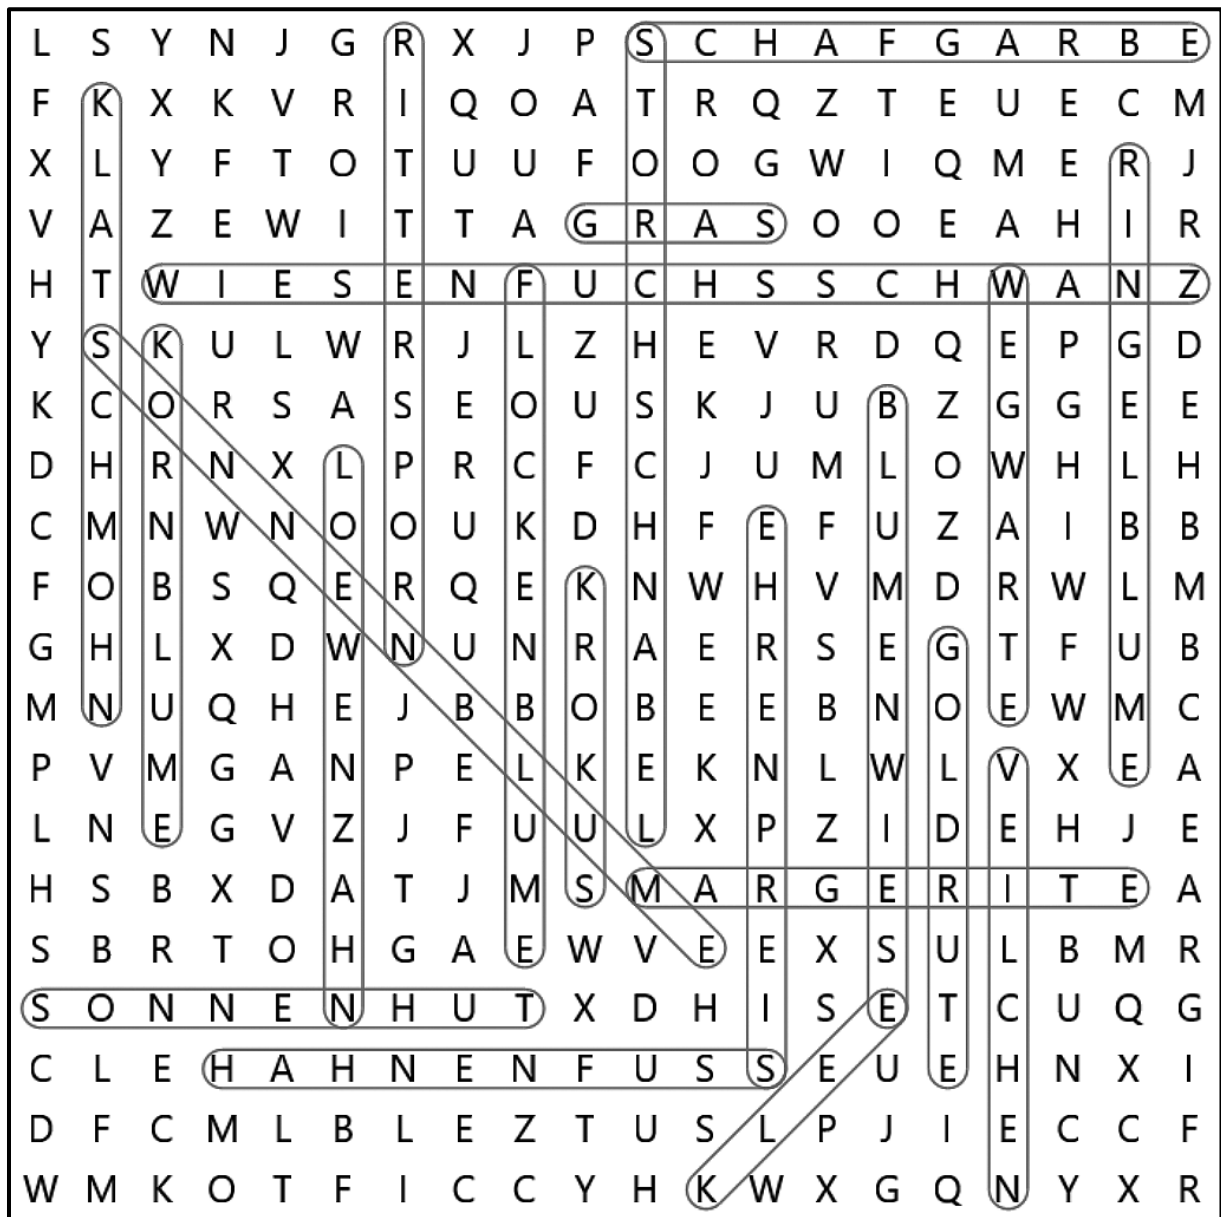 L S Y N J G R X J P S C H A F G A R B E
F K X K V R I Q O A T R Q Z T E U E C M
X L Y F T O T U U F O O G W I Q M E R J
V A Z E W I T T A G R A S O O E A H I R
H T W I E S E N F U C H S S C H W A N Z
Y S K U L W R J L Z H E V R D Q E P G D
K C O R S A S E O U S K J U B Z G G E E
D H R N X L P R C F C J U M L O W H L H
C M N W N O O U K D H F E F U Z A I B B
F O B S Q E R Q E K N W H V M D R W L M
G H L X D W N U N R A E R S E G T F U B
M N U Q H E J B B O B E E B N O E W M C
P V M G A N P E L K E K N L W L V X E A
L N E G V Z J F U U L X P Z I D E H J E
H S B X D A T J M S M A R G E R I T E A
S B R T O H G A E W V E E X S U L B M R
S O N N E N H U T X D H I S E T C U Q G
C L E H A H N E N F U S S E U E H N X I
D F C M L B L E Z T U S L P J I E C C F
W M K O T F I C C Y H K W X G Q N Y X R